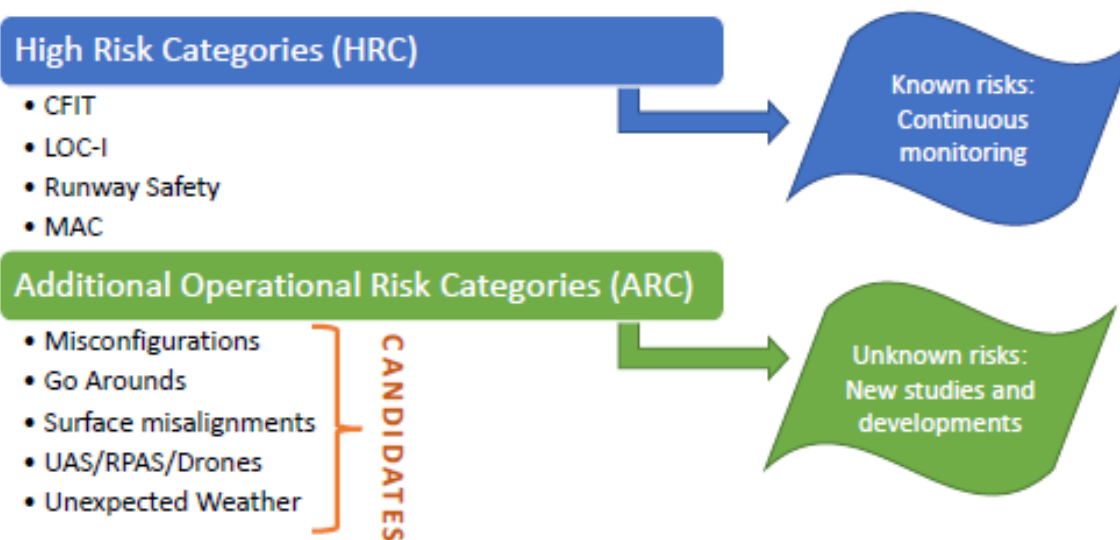 High Risk Categories (HRC)
• CFIT
• LOC-I
• Runway Safety
• MAC
Known risks:
Continuous
monitoring
Additional Operational Risk Categories (ARC)
• Misconfigurations
• Go Arounds
• Surface misalignments
• UAS/RPAS/Drones
• Unexpected Weather
CANDIDATES
Unknown risks:
New studies and
developments